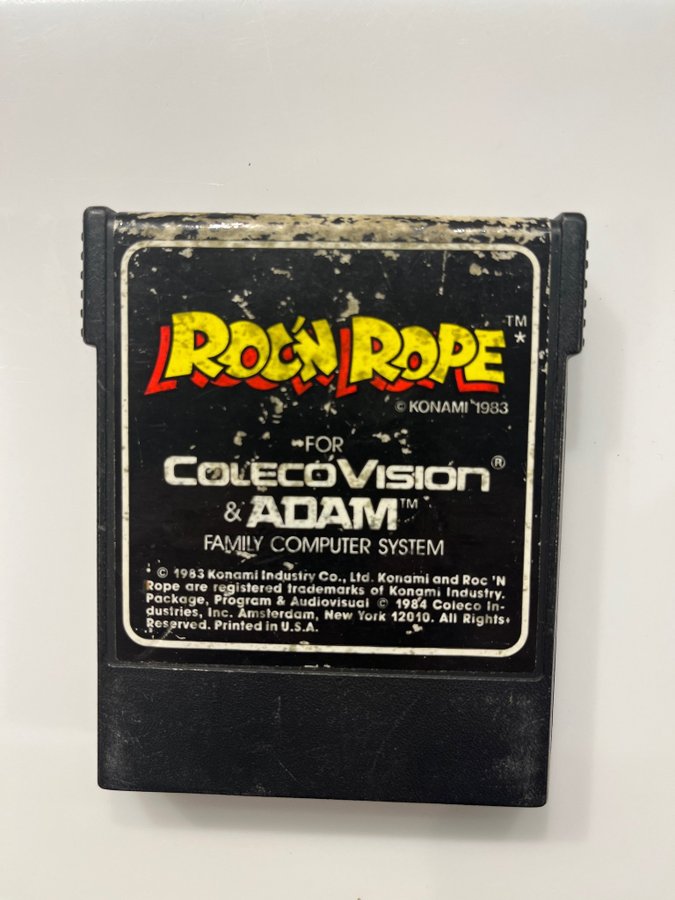 ROC'N ROPE™
*
© KONAMI 1983
FOR
COLECOVISION®
& ADAM™
FAMILY COMPUTER SYSTEM
© 1983 Konami Industry Co., Ltd. Konami and Roc 'N
Rope are registered trademarks of Konami Industry.
Package, Program & Audiovisual © 1984 Coleco In-
dustries, Inc. Amsterdam, New York 12010. All Rights
Reserved. Printed in U.S.A.